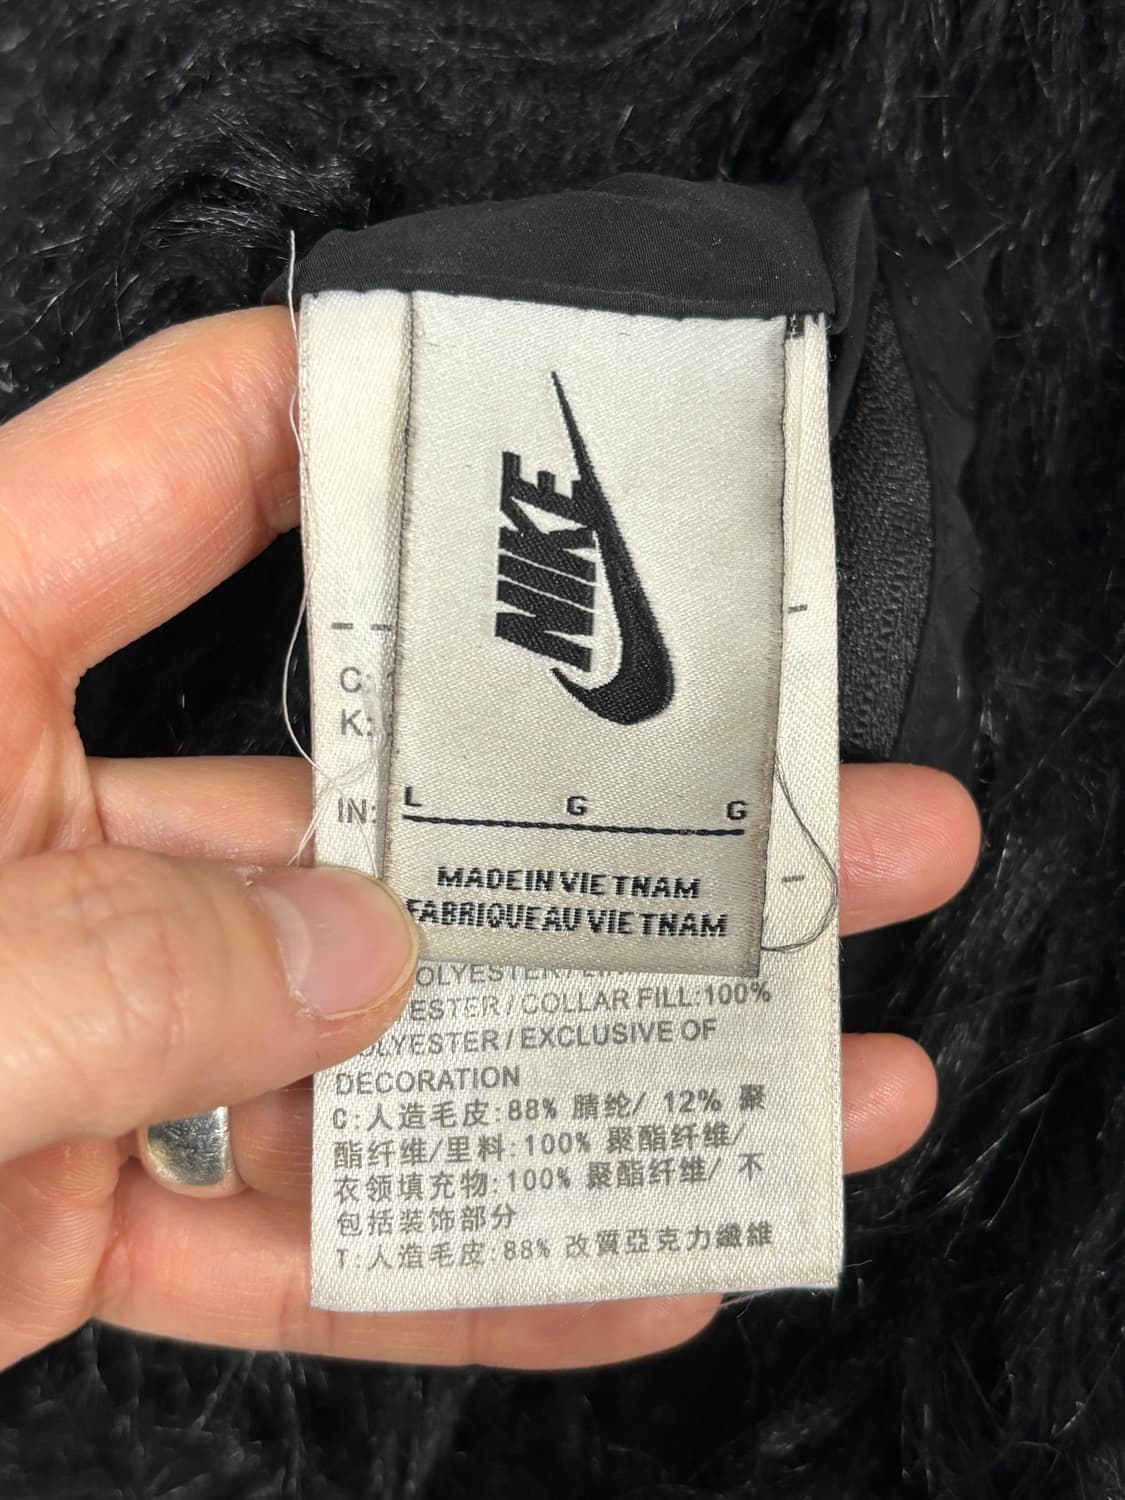 NIKE
L G G
MADE IN VIETNAM
FABRIQUE AU VIETNAM
C:
K:
IN:
OLYESTER/
ESTER/COLLAR FILL:100%
OLYESTER/EXCLUSIVE OF
DECORATION
C:人造毛皮:88% 腈纶/ 12% 聚
酯纤维/里料:100% 聚酯纤维/
衣领填充物:100% 聚酯纤维/ 不
包括装饰部分
T:人造毛皮:88% 改質亞克力纖維